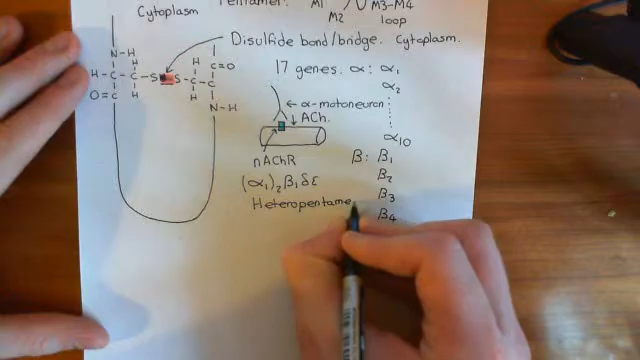 Cytoplasm
Pentamer.
M1
M2
M3-M4
loop
Disulfide bond/bridge. Cytoplasm.
N-H
H
H-C-C-S
S-C-C
H
O=C
H
C=O
H
N-H
17 genes. α: α1
α2
α10
← α-motoneuron
ACh.
nAChR
β: β1
β2
β3
β4
(α1)2 β1 δ ε
Heteropentame